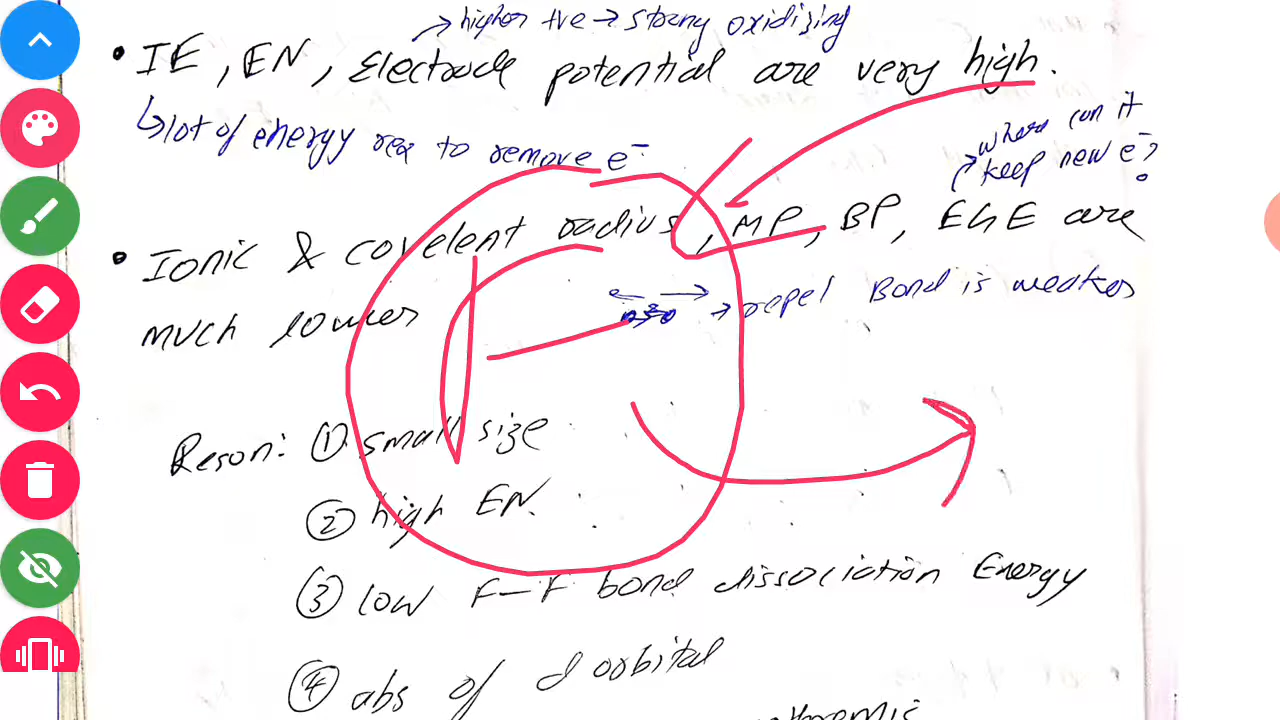 → higher +ve → strong oxidizing
• IE, EN, Electrode potential are very high.
↳ lot of energy req to remove e⁻
→ where can it
keep new e⁻?
• Ionic & covelent radius, MP, BP, EGE are
→ repel Bond is weaker
much lower
Reson: ① small size
② high EN.
③ low F-F bond dissociation Energy
④ abs of d orbital